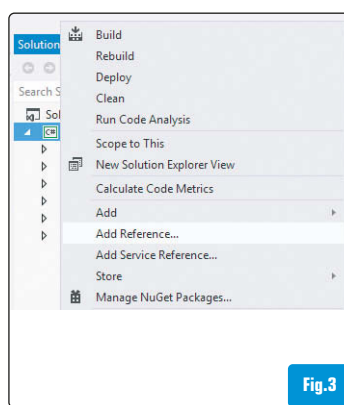 Solution
Search S
Sol
C#
Build
Rebuild
Deploy
Clean
Run Code Analysis
Scope to This
New Solution Explorer View
Calculate Code Metrics
Add
Add Reference...
Add Service Reference...
Store
Manage NuGet Packages...
Fig.3